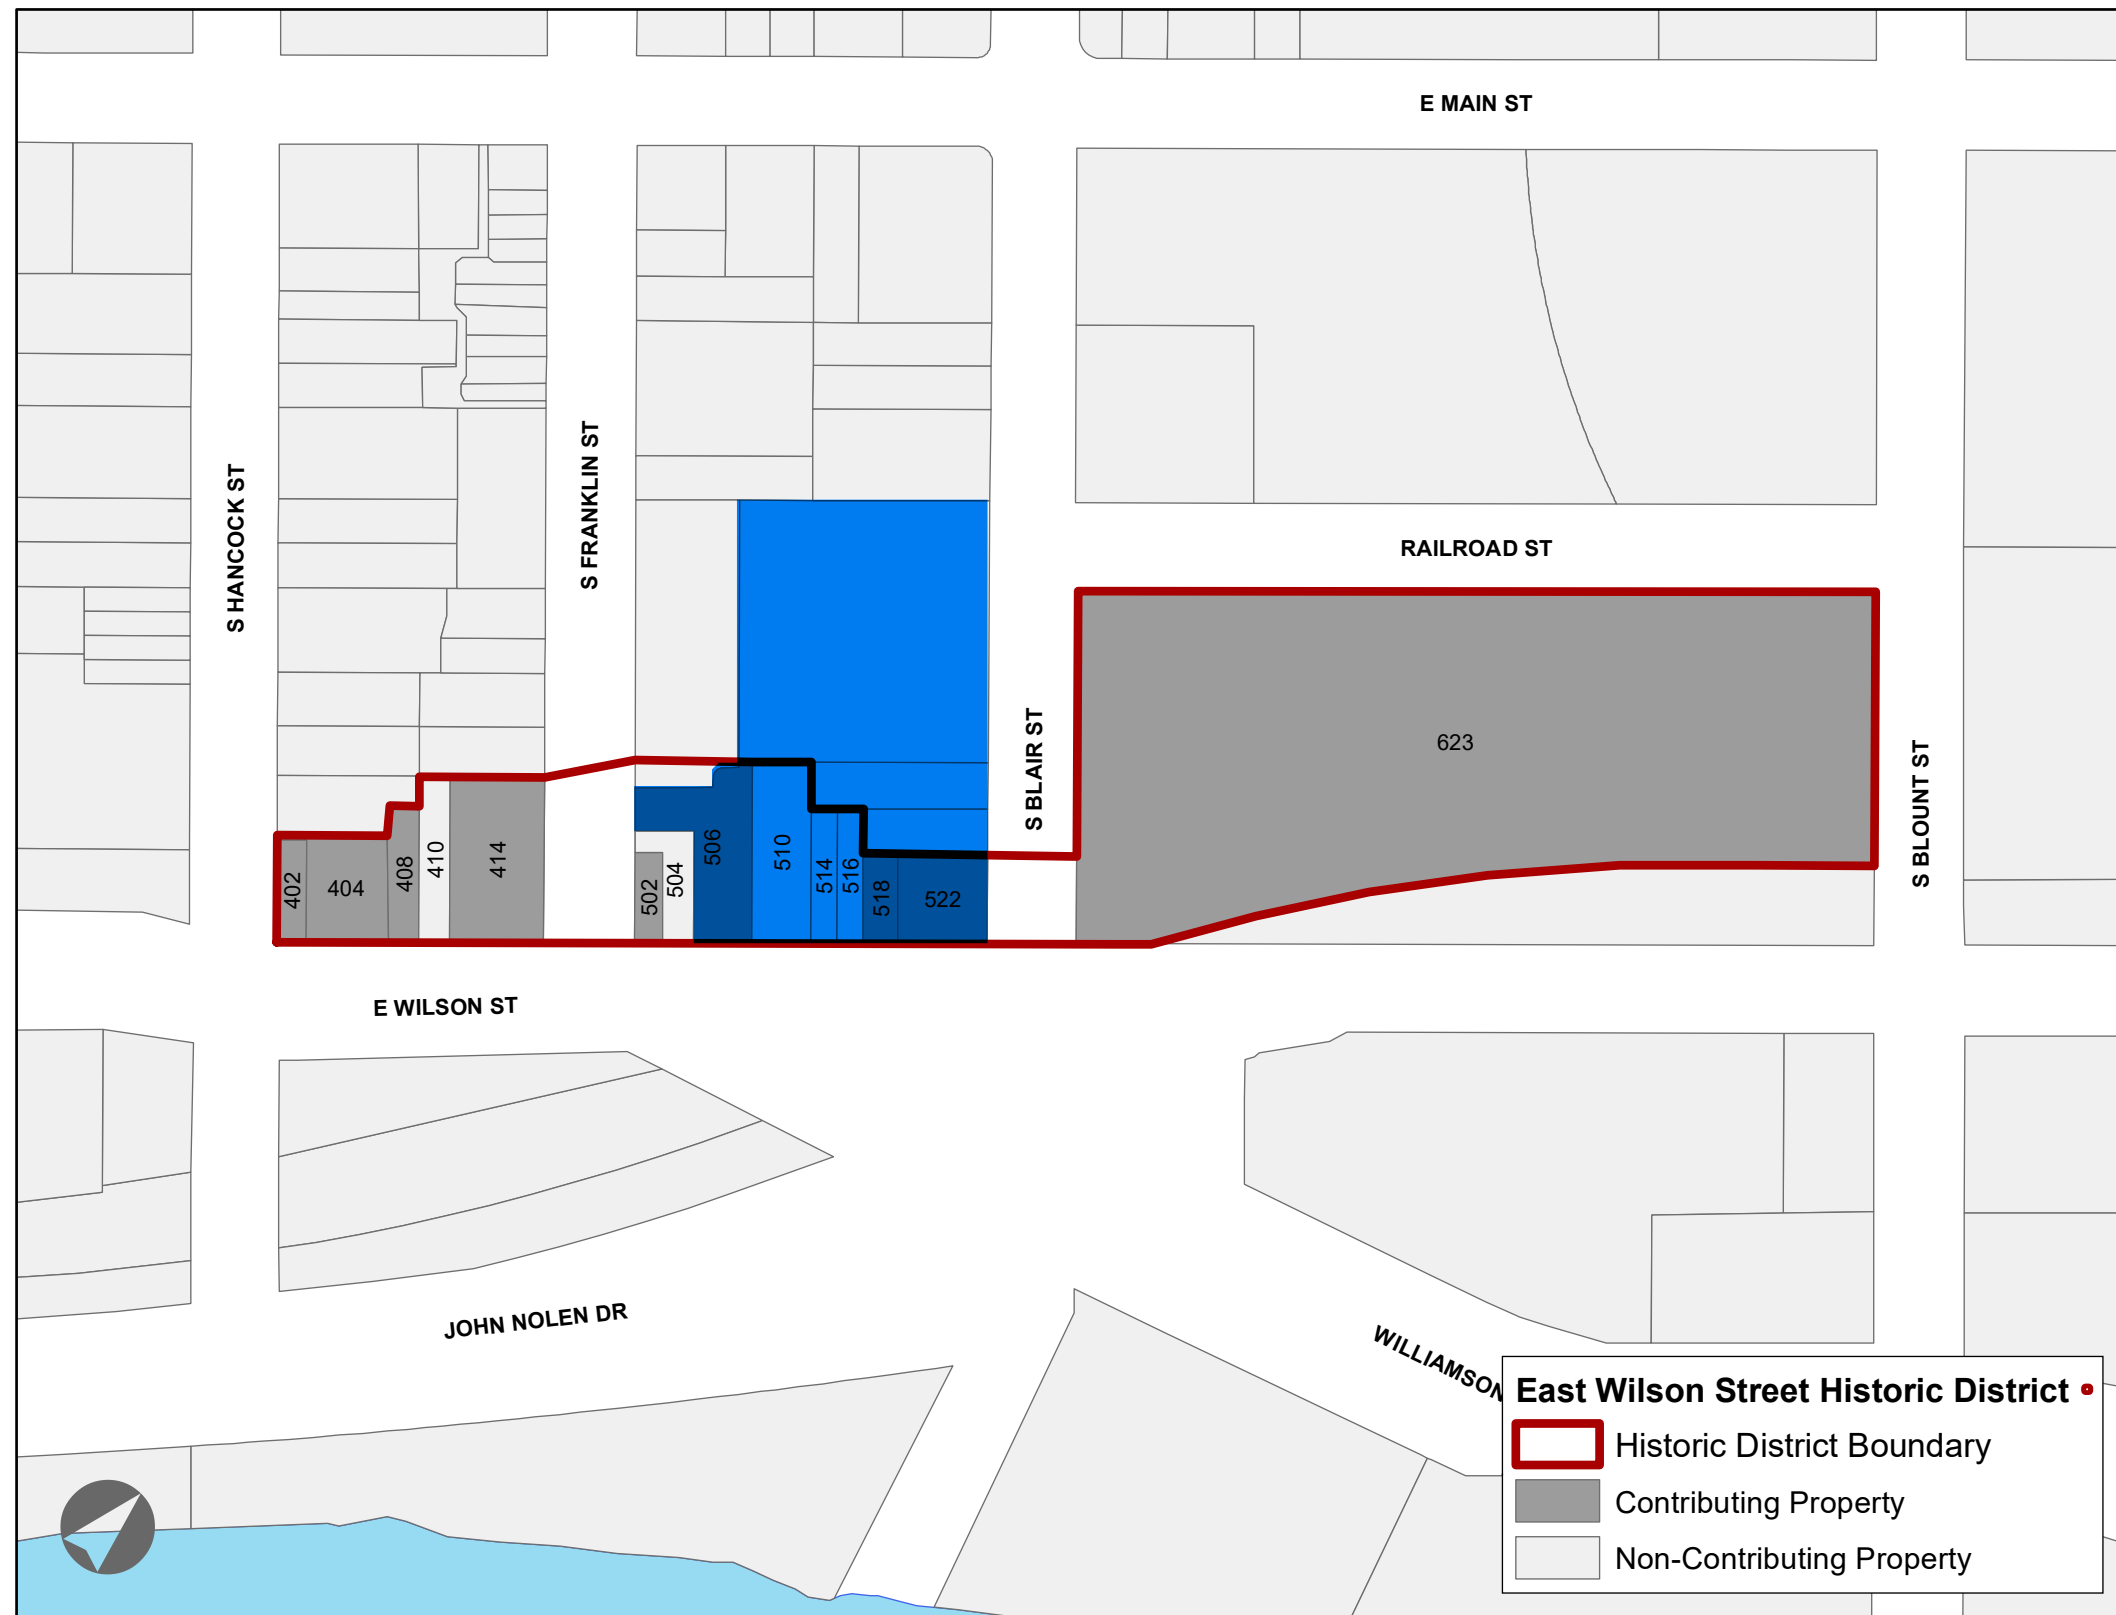 E MAIN ST
S HANCOCK ST
S FRANKLIN ST
RAILROAD ST
S BLAIR ST
S BLOUNT ST
623
402
404
408
410
414
502
504
506
510
514
516
518
522
E WILSON ST
JOHN NOLEN DR
WILLIAMSON
East Wilson Street Historic District
Historic District Boundary
Contributing Property
Non-Contributing Property